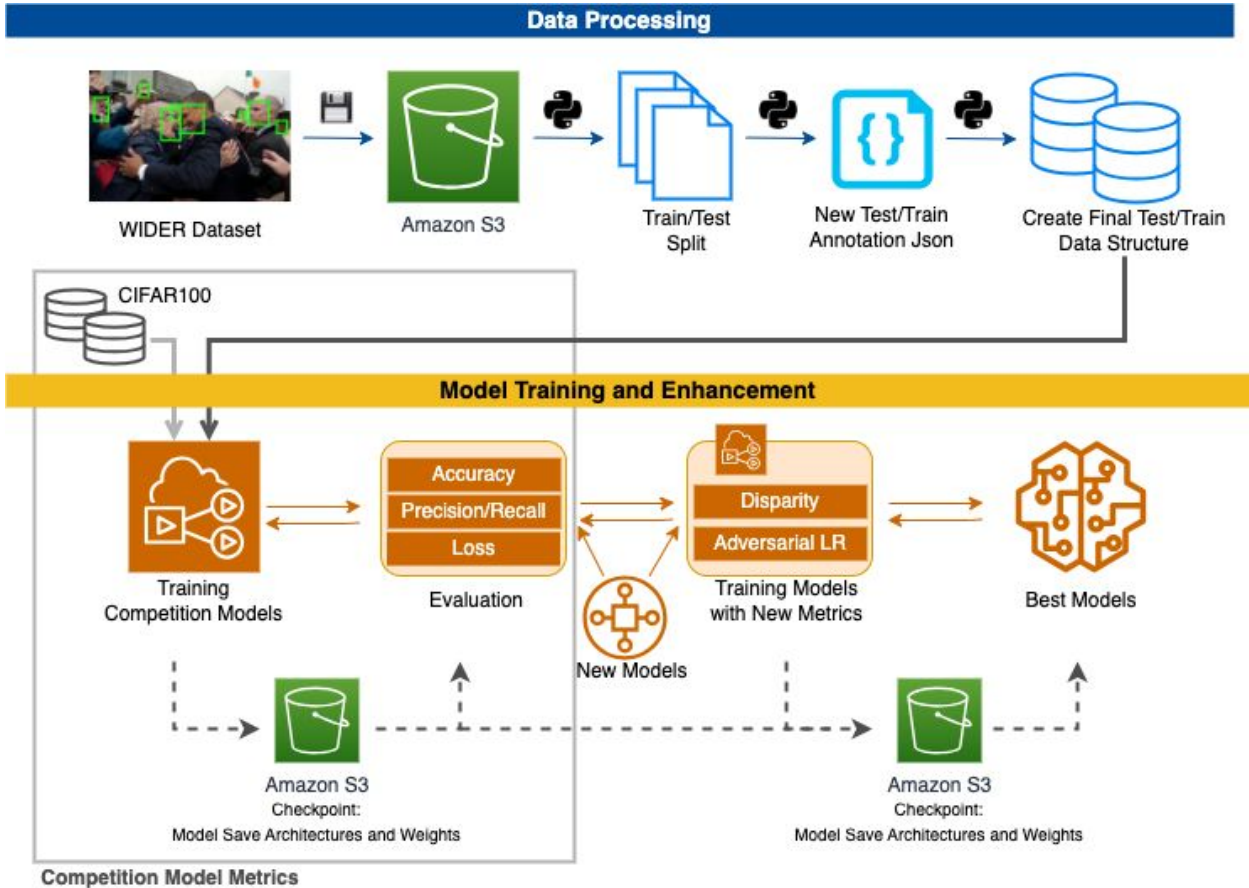 Data Processing
WIDER Dataset
Amazon S3
Train/Test
Split
New Test/Train
Annotation Json
Create Final Test/Train
Data Structure
CIFAR100
Model Training and Enhancement
Training
Competition Models
Accuracy
Precision/Recall
Loss
Evaluation
New Models
Disparity
Adversarial LR
Training Models
with New Metrics
Best Models
Amazon S3
Checkpoint:
Model Save Architectures and Weights
Amazon S3
Checkpoint:
Model Save Architectures and Weights
Competition Model Metrics